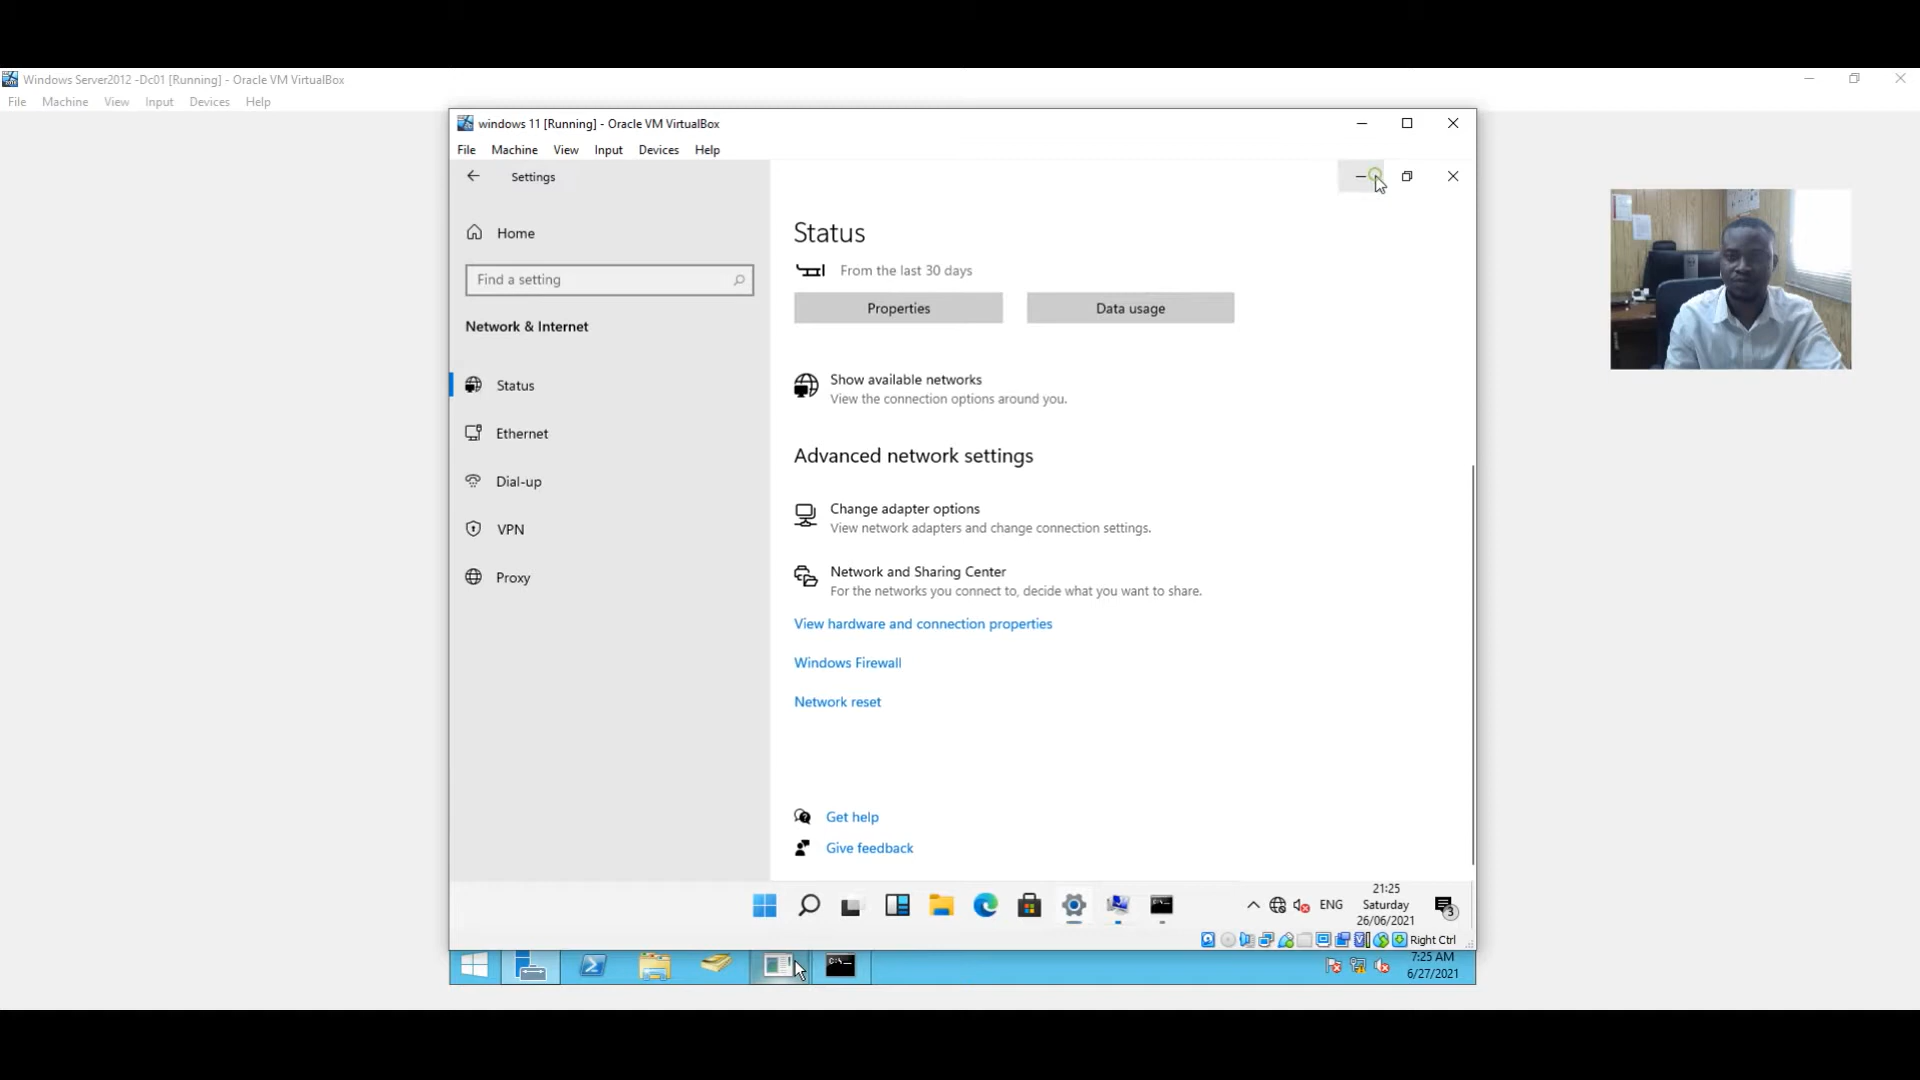 Windows Server2012 -Dc01 [Running] - Oracle VM VirtualBox
File Machine View Input Devices Help
windows 11 [Running] - Oracle VM VirtualBox
File Machine View Input Devices Help
Settings
Home
Find a setting
Network & Internet
Status
Ethernet
Dial-up
VPN
Proxy
Status
From the last 30 days
Properties
Data usage
Show available networks
View the connection options around you.
Advanced network settings
Change adapter options
View network adapters and change connection settings.
Network and Sharing Center
For the networks you connect to, decide what you want to share.
View hardware and connection properties
Windows Firewall
Network reset
Get help
Give feedback
ENG
21:25
Saturday
26/06/2021
3
Right Ctrl
7:25 AM
6/27/2021